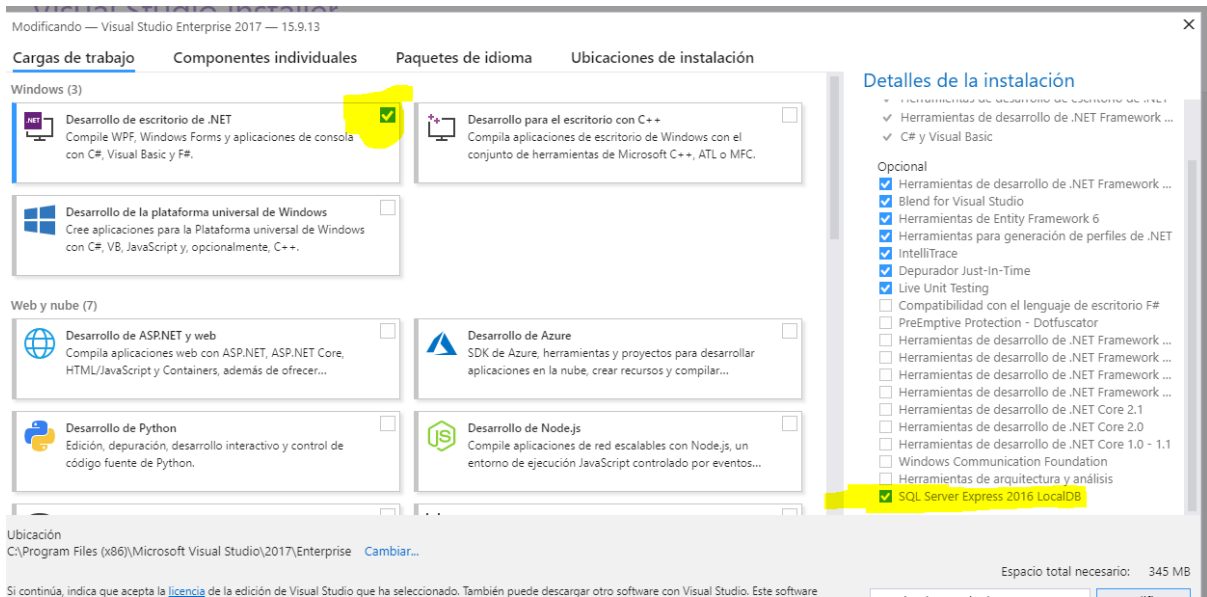 Visual Studio Installer
Modificando — Visual Studio Enterprise 2017 — 15.9.13
Cargas de trabajo
Componentes individuales
Paquetes de idioma
Ubicaciones de instalación
Windows (3)
.NET
Desarrollo de escritorio de .NET
Compile WPF, Windows Forms y aplicaciones de consola
con C#, Visual Basic y F#.
Desarrollo para el escritorio con C++
Compila aplicaciones de escritorio de Windows con el
conjunto de herramientas de Microsoft C++, ATL o MFC.
Desarrollo de la plataforma universal de Windows
Cree aplicaciones para la Plataforma universal de Windows
con C#, VB, JavaScript y, opcionalmente, C++.
Web y nube (7)
Desarrollo de ASP.NET y web
Compila aplicaciones web con ASP.NET, ASP.NET Core,
HTML/JavaScript y Containers, además de ofrecer...
Desarrollo de Azure
SDK de Azure, herramientas y proyectos para desarrollar
aplicaciones en la nube, crear recursos y compilar...
Desarrollo de Python
Edición, depuración, desarrollo interactivo y control de
código fuente de Python.
JS
Desarrollo de Node.js
Compile aplicaciones de red escalables con Node.js, un
entorno de ejecución JavaScript controlado por eventos...
Detalles de la instalación
Herramientas de desarrollo de escritorio de .NET
Herramientas de desarrollo de .NET Framework ...
C# y Visual Basic
Opcional
Herramientas de desarrollo de .NET Framework ...
Blend for Visual Studio
Herramientas de Entity Framework 6
Herramientas para generación de perfiles de .NET
IntelliTrace
Depurador Just-In-Time
Live Unit Testing
Compatibilidad con el lenguaje de escritorio F#
PreEmptive Protection - Dotfuscator
Herramientas de desarrollo de .NET Framework ...
Herramientas de desarrollo de .NET Framework ...
Herramientas de desarrollo de .NET Framework ...
Herramientas de desarrollo de .NET Framework ...
Herramientas de desarrollo de .NET Core 2.1
Herramientas de desarrollo de .NET Core 2.0
Herramientas de desarrollo de .NET Core 1.0 - 1.1
Windows Communication Foundation
Herramientas de arquitectura y análisis
SQL Server Express 2016 LocalDB
Ubicación
C:\Program Files (x86)\Microsoft Visual Studio\2017\Enterprise Cambiar...
Espacio total necesario: 345 MB
Si continúa, indica que acepta la licencia de la edición de Visual Studio que ha seleccionado. También puede descargar otro software con Visual Studio. Este software